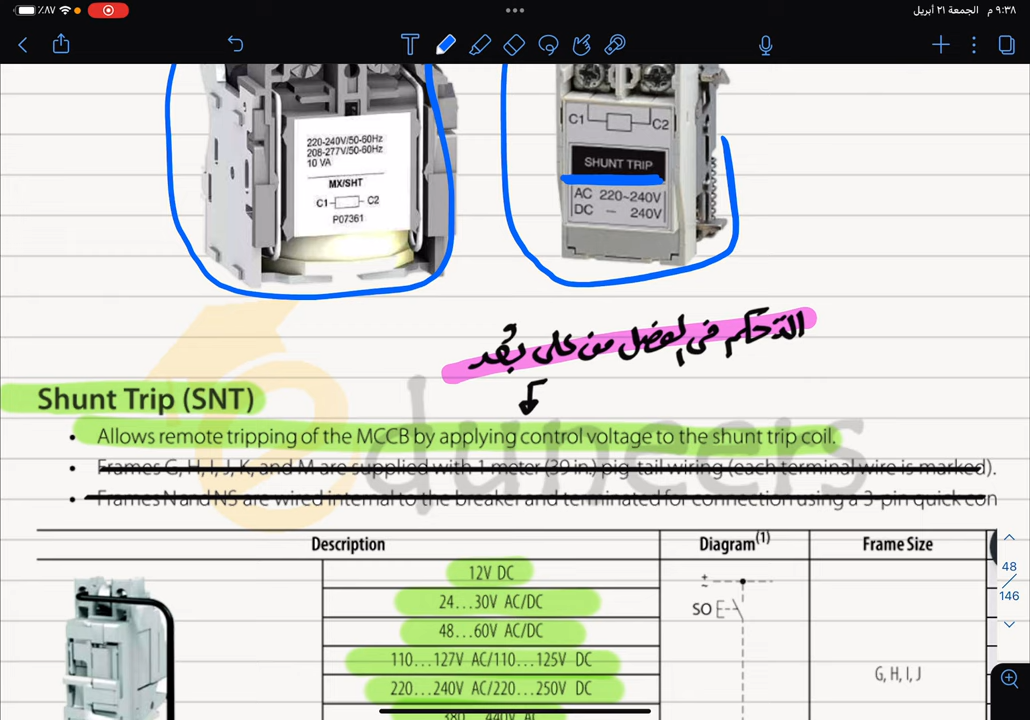 ٪٨٧
٩:٣٨ م الجمعة ٢١ أبريل
220-240V/50-60Hz
208-277V/50-60Hz
10 VA
MX/SHT
C1 C2
P07361
C1 C2
SHUNT TRIP
AC 220~240V
DC — 240V
التحكم في الفصل من على بُعد
Shunt Trip (SNT)
• Allows remote tripping of the MCCB by applying control voltage to the shunt trip coil.
• Frames G, H, I, J, K, and M are supplied with 1 meter (39 in.) pig-tail wiring (each terminal wire is marked).
• Frames N and NS are wired internal to the breaker and terminated for connection using a 3-pin quick con
eduneers
Description Diagram(1) Frame Size
12V DC
24…30V AC/DC
48…60V AC/DC
110…127V AC/110…125V DC
220…240V AC/220…250V DC
380…440V AC
+
~
SO
G, H, I, J
48
146